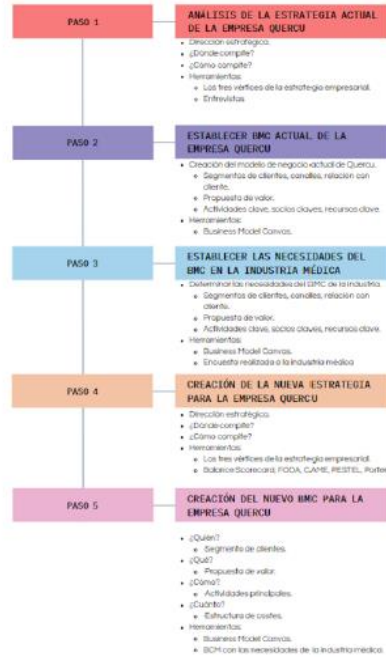 PASO 1
ANÁLISIS DE LA ESTRATEGIA ACTUAL
DE LA EMPRESA QUERCU
Dirección estratégica.
¿Dónde compite?
¿Cómo compite?
Herramientas:
Los tres vértices de la estrategia empresarial.
Entrevistas
PASO 2
ESTABLECER BMC ACTUAL DE LA
EMPRESA QUERCU
Creación del modelo de negocio actual de Quercu.
Segmentos de clientes, canales, relación con
cliente.
Propuesta de valor.
Actividades clave, socios claves, recursos clave.
Herramientas:
Business Model Canvas.
PASO 3
ESTABLECER LAS NECESIDADES DEL
BMC EN LA INDUSTRIA MÉDICA
Determinar las necesidades del BMC de la industria
Segmentos de clientes, canales, relación con
cliente.
Propuesta de valor.
Actividades clave, socios claves, recursos clave.
Herramientas:
Business Model Canvas.
Encuesta realizada a la industria médica
PASO 4
CREACIÓN DE LA NUEVA ESTRATEGIA
PARA LA EMPRESA QUERCU
Dirección estratégica.
¿Dónde compite?
¿Cómo compite?
Herramientas:
Los tres vértices de la estrategia empresarial.
Balance Scorecard, FODA, CAME, PESTEL, Porter
PASO 5
CREACIÓN DEL NUEVO BMC PARA LA
EMPRESA QUERCU
¿Quién?
Segmento de clientes.
¿Qué?
Propuesta de valor.
¿Cómo?
Actividades principales.
¿Cuánto?
Estructura de costes.
Herramientas:
Business Model Canvas.
BCM con las necesidades de la industria médica.